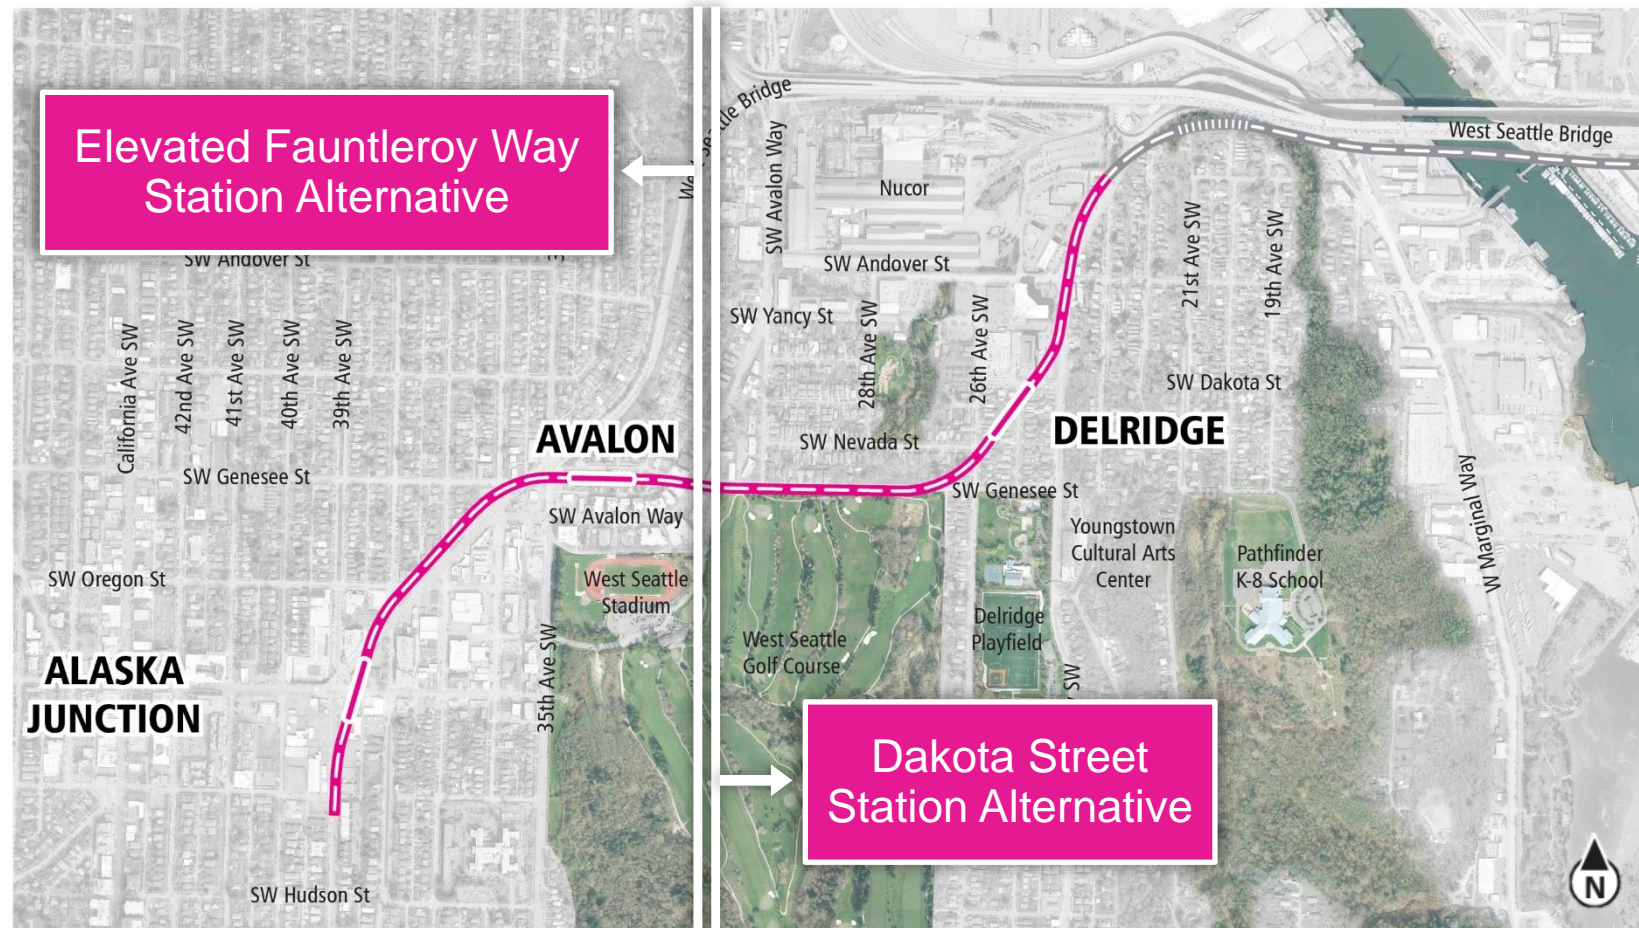 Elevated Fauntleroy Way
Station Alternative
West Seattle Bridge
SW Avalon Way
Nucor
West Seattle Bridge
SW Andover St
SW Andover St
21st Ave SW
19th Ave SW
SW Yancy St
28th Ave SW
26th Ave SW
California Ave SW
42nd Ave SW
41st Ave SW
40th Ave SW
39th Ave SW
SW Dakota St
AVALON
SW Nevada St
DELRIDGE
SW Genesee St
SW Genesee St
W Marginal Way
SW Avalon Way
Youngstown
Cultural Arts
Center
Pathfinder
K-8 School
SW Oregon St
West Seattle
Stadium
Delridge
Playfield
West Seattle
Golf Course
35th Ave SW
SW
ALASKA
JUNCTION
Dakota Street
Station Alternative
SW Hudson St
N